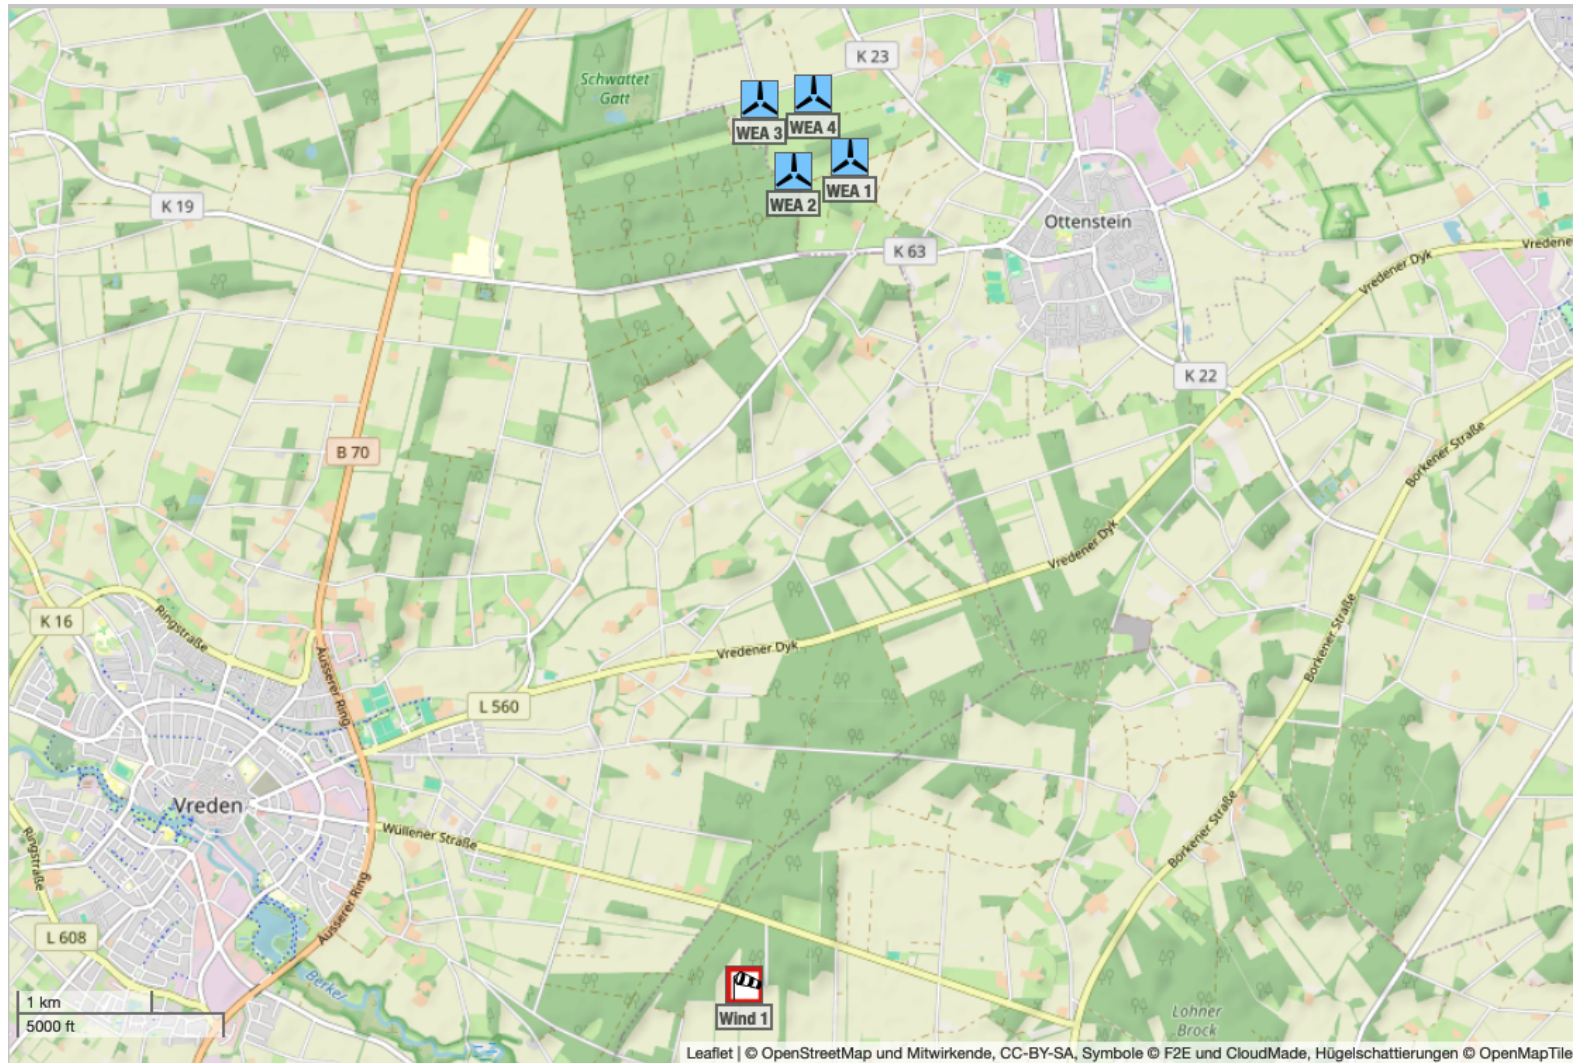 Schwattet
Gatt
K 23
WEA 3
WEA 4
WEA 2
WEA 1
K 19
Ottenstein
K 63
Vredener Dyk
Vredene
K 22
B 70
Borkener Straße
Vredener Dyk
K 16
Ringstraße
Äusserer Ring
Vredener Dyk
Borkener Straße
L 560
Vreden
Wüllener Straße
Borkener Straße
Ringstraße
Äusserer Ring
L 608
Berkel
Wind 1
Lohner
Brock
1 km
5000 ft
Leaflet | © OpenStreetMap und Mitwirkende, CC-BY-SA, Symbole © F2E und CloudMade, Hügelschattierungen © OpenMapTile